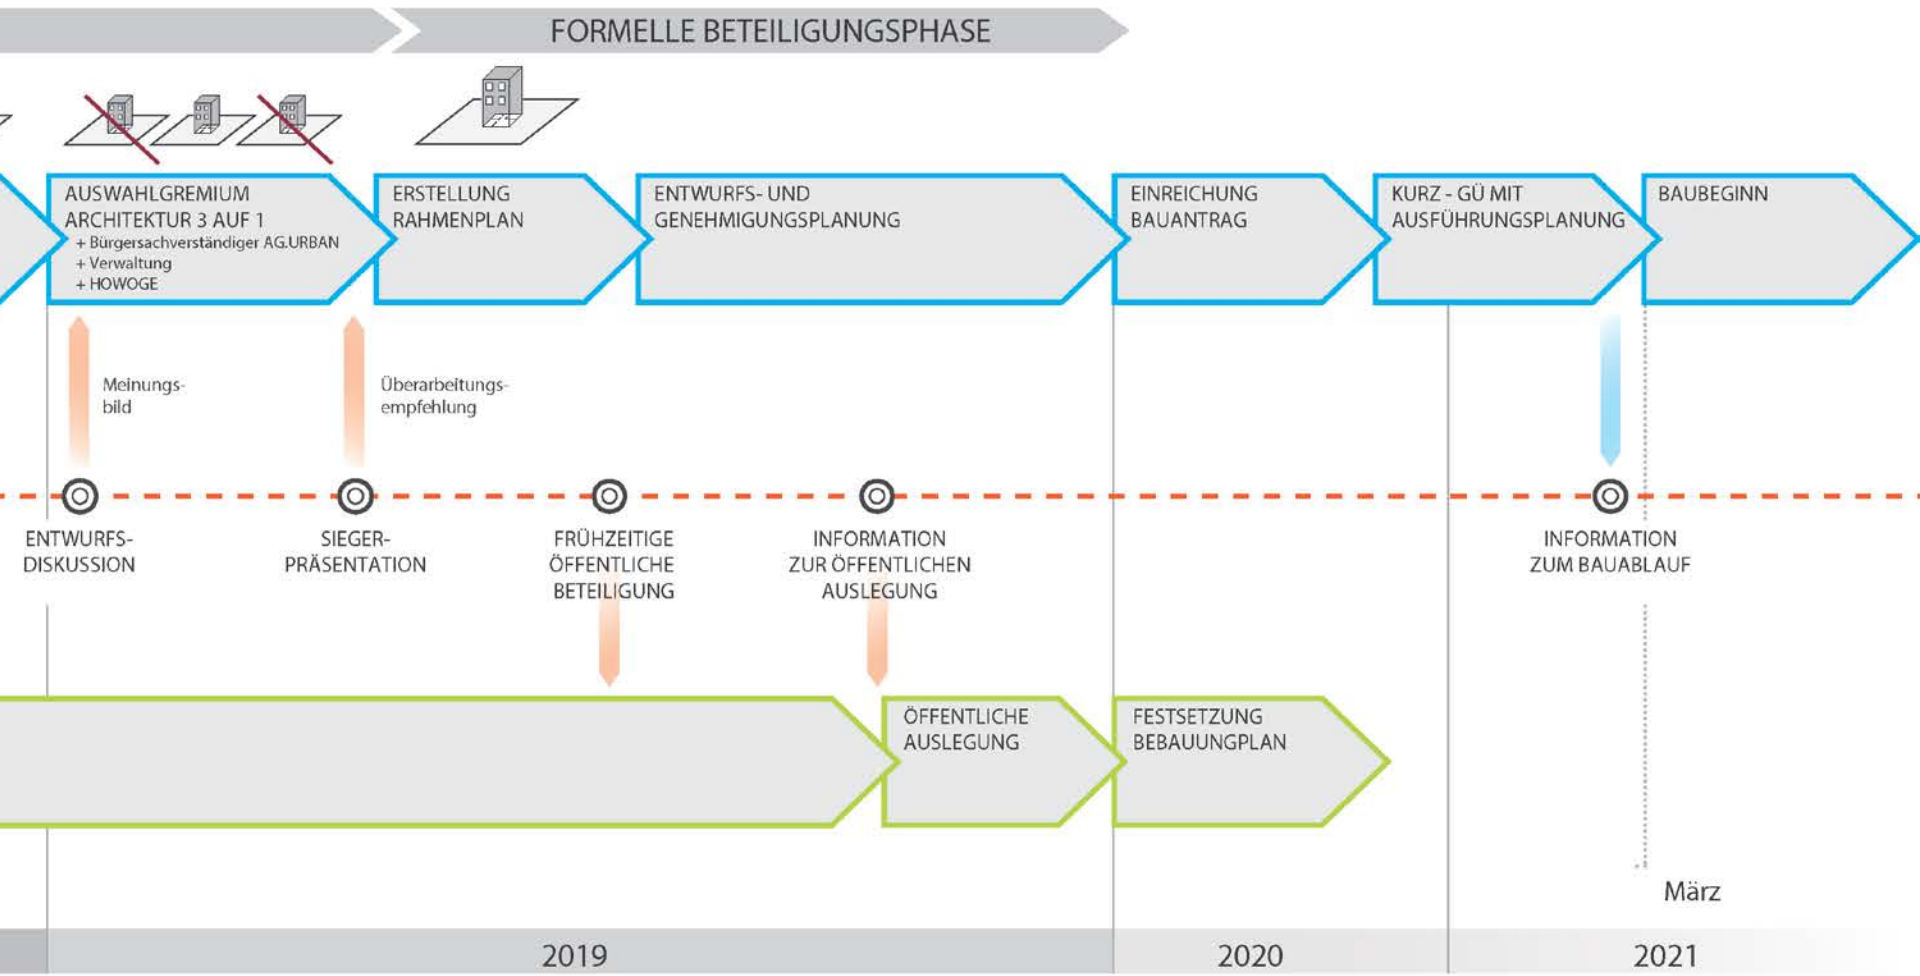 FORMELLE BETEILIGUNGSPHASE
AUSWAHLGREMIUM
ARCHITEKTUR 3 AUF 1
+ Bürgersachverständiger AG.URBAN
+ Verwaltung
+ HOWOGE
ERSTELLUNG
RAHMENPLAN
ENTWURFS- UND
GENEHMIGUNGSPLANUNG
EINREICHUNG
BAUANTRAG
KURZ - GÜ MIT
AUSFÜHRUNGSPLANUNG
BAUBEGINN
Meinungs-
bild
Überarbeitungs-
empfehlung
ENTWURFS-
DISKUSSION
SIEGER-
PRÄSENTATION
FRÜHZEITIGE
ÖFFENTLICHE
BETEILIGUNG
INFORMATION
ZUR ÖFFENTLICHEN
AUSLEGUNG
INFORMATION
ZUM BAUABLAUF
ÖFFENTLICHE
AUSLEGUNG
FESTSETZUNG
BEBAUUNGPLAN
März
2019
2020
2021